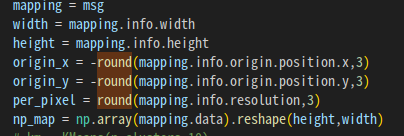 mapping = msg
width = mapping.info.width
height = mapping.info.height
origin_x = -round(mapping.info.origin.position.x,3)
origin_y = -round(mapping.info.origin.position.y,3)
per_pixel = round(mapping.info.resolution,3)
np_map = np.array(mapping.data).reshape(height,width)